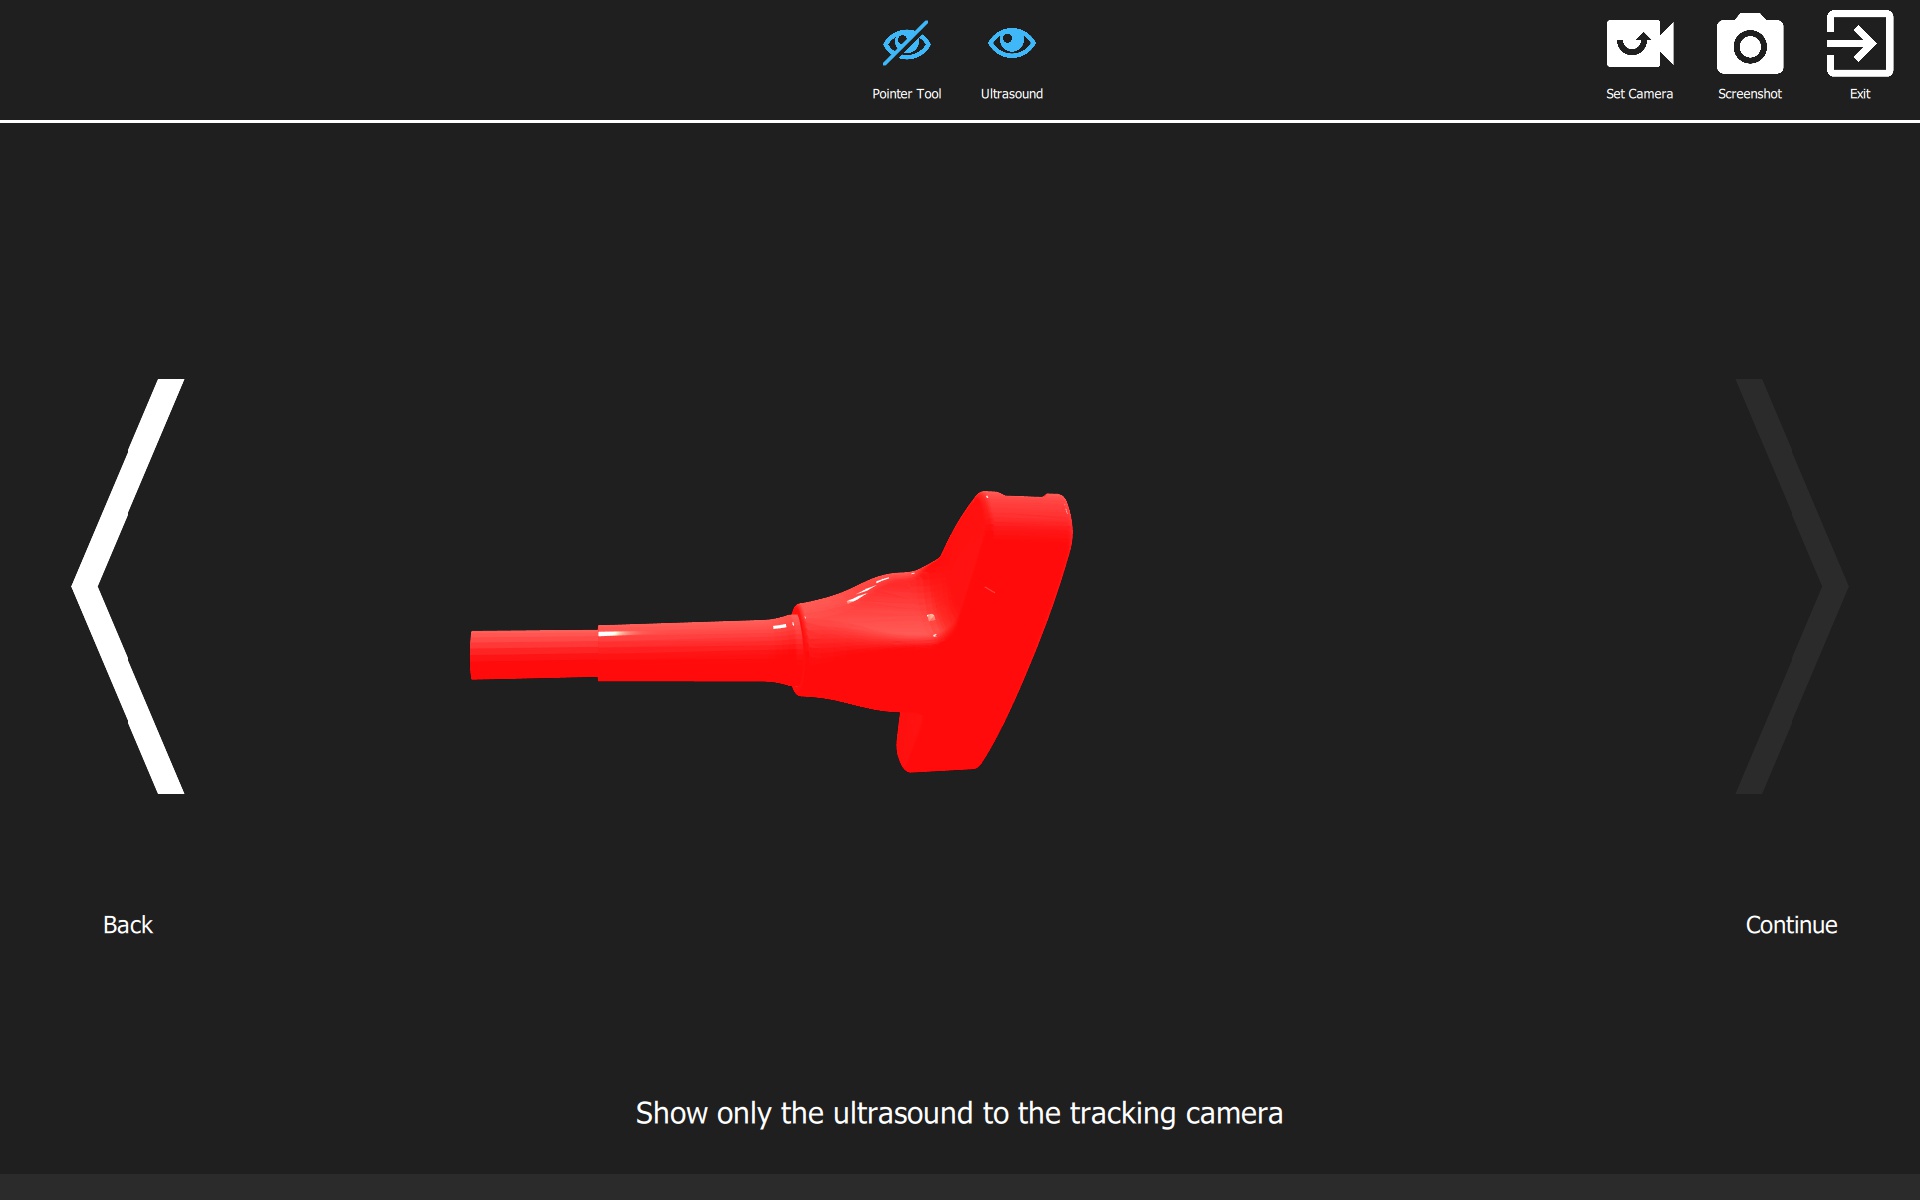 Pointer Tool
Ultrasound
Set Camera
Screenshot
Exit
Back
Continue
Show only the ultrasound to the tracking camera